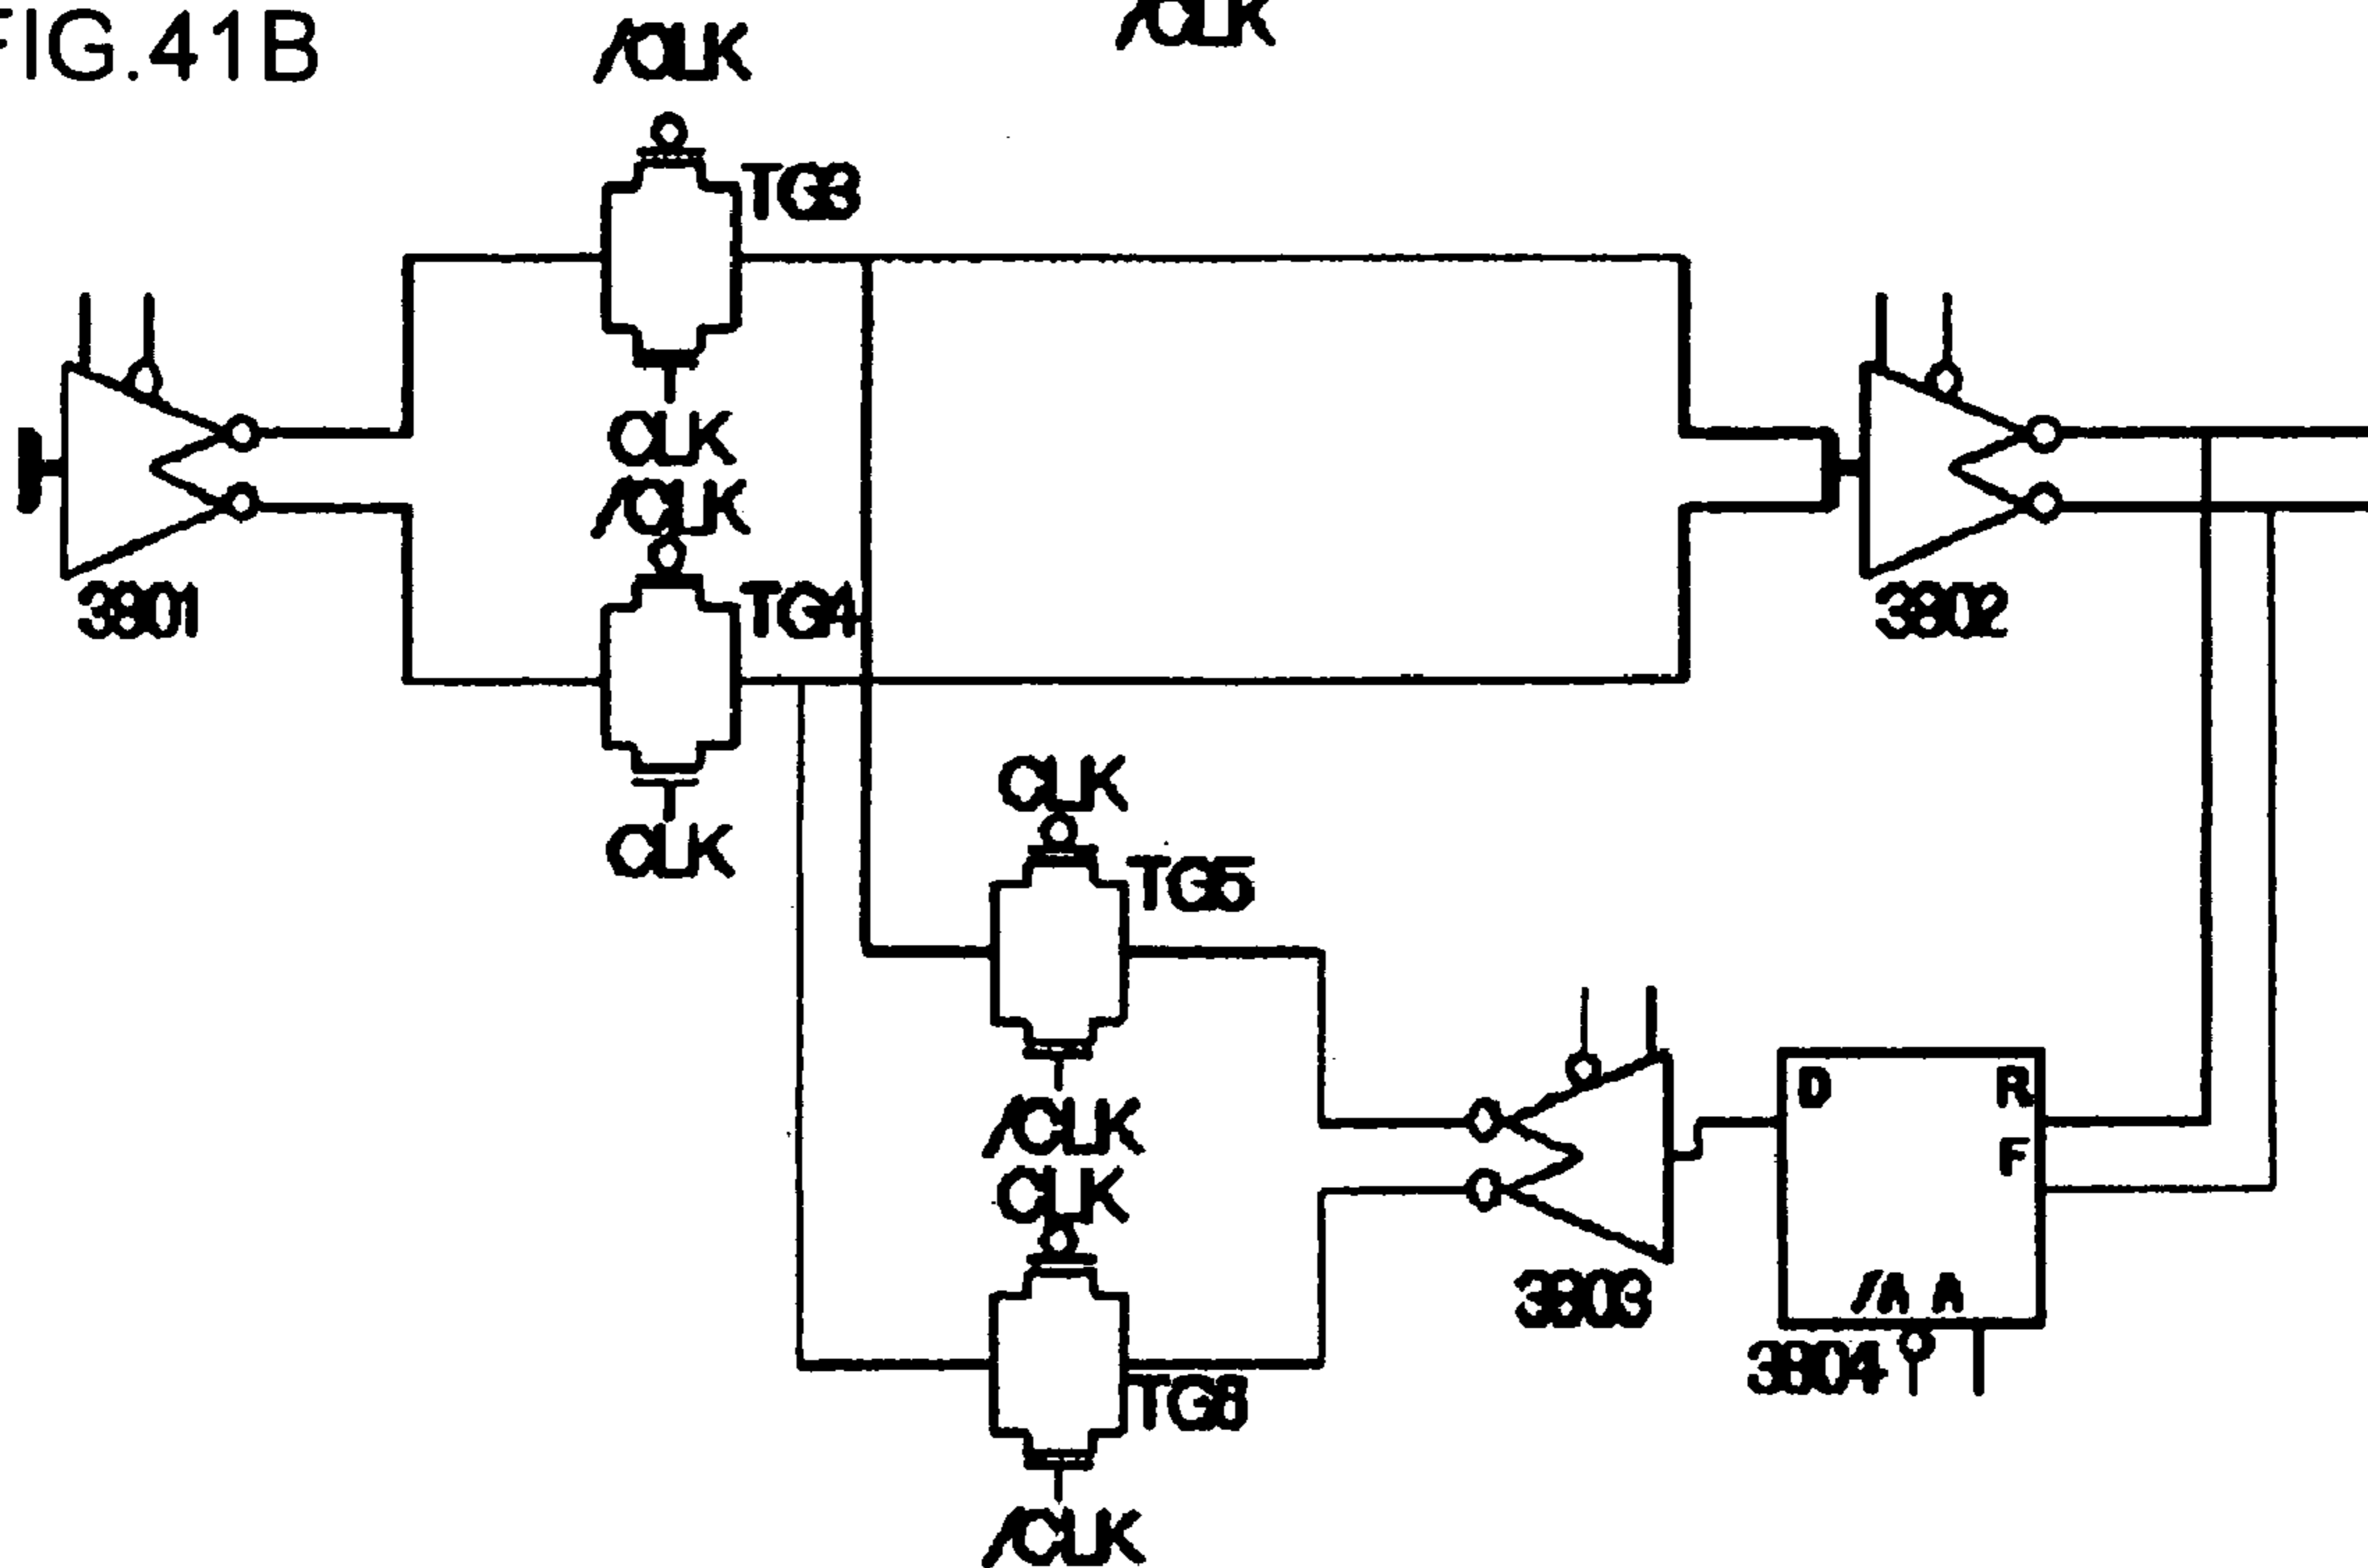 FIG.41B
/CLK
/CLK
TG3
CLK
/CLK
3801
TG4
3802
CLK
CLK
TG5
/CLK
CLK
D
R
F
3803
/A A
3804
TG8
/CLK